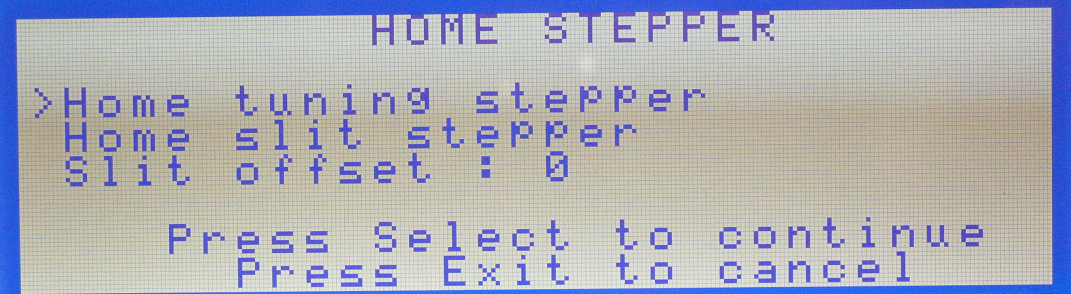 HOME STEPPER
>Home tuning stepper
Home slit stepper
Slit offset : 0
Press Select to continue
Press Exit to cancel